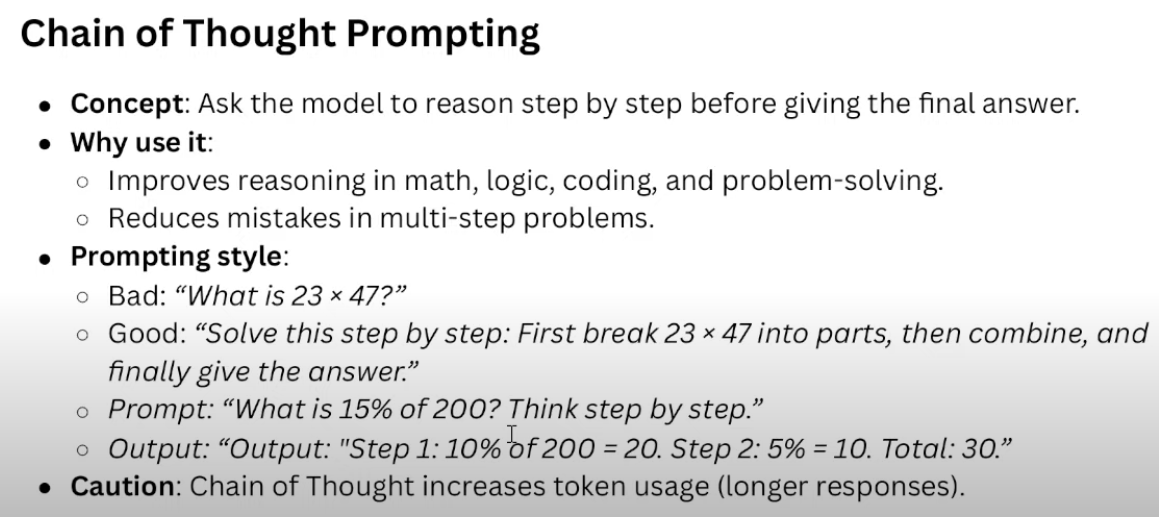 Chain of Thought Prompting
● Concept: Ask the model to reason step by step before giving the final answer.
● Why use it:
○ Improves reasoning in math, logic, coding, and problem-solving.
○ Reduces mistakes in multi-step problems.
● Prompting style:
○ Bad: “What is 23 × 47?”
○ Good: “Solve this step by step: First break 23 × 47 into parts, then combine, and
finally give the answer.”
○ Prompt: “What is 15% of 200? Think step by step.”
○ Output: “Output: "Step 1: 10% of 200 = 20. Step 2: 5% = 10. Total: 30.”
● Caution: Chain of Thought increases token usage (longer responses).